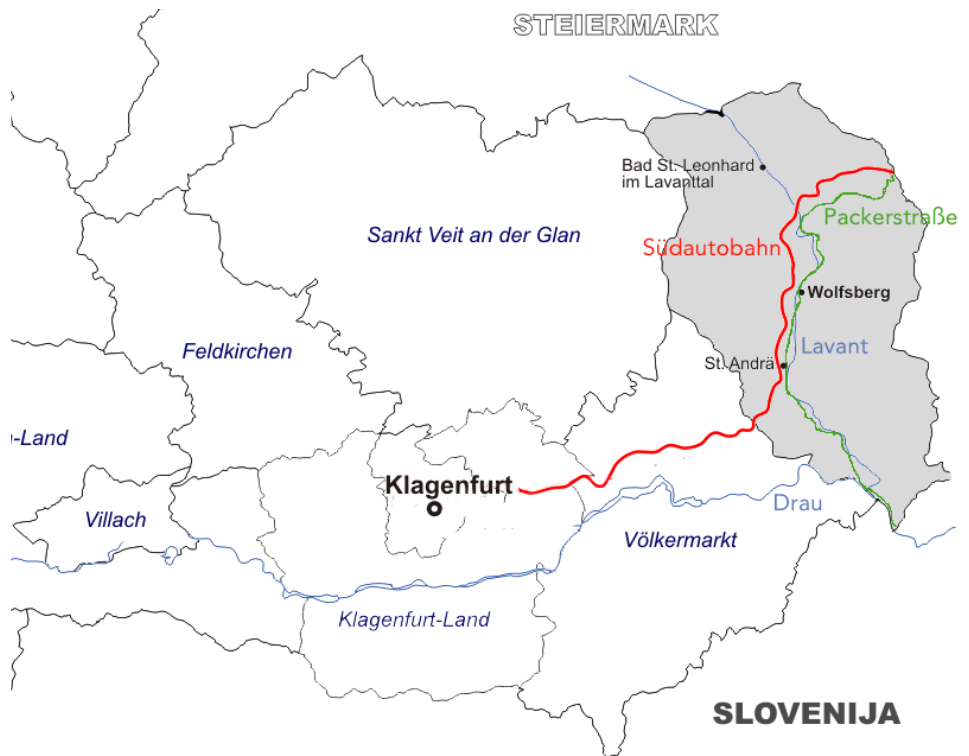 STEIERMARK
Bad St. Leonhard
im Lavanttal
Packerstraße
Sankt Veit an der Glan
Südautobahn
Wolfsberg
Lavant
Feldkirchen
St. Andrä
n-Land
Klagenfurt
Drau
Villach
Völkermarkt
Klagenfurt-Land
SLOVENIJA